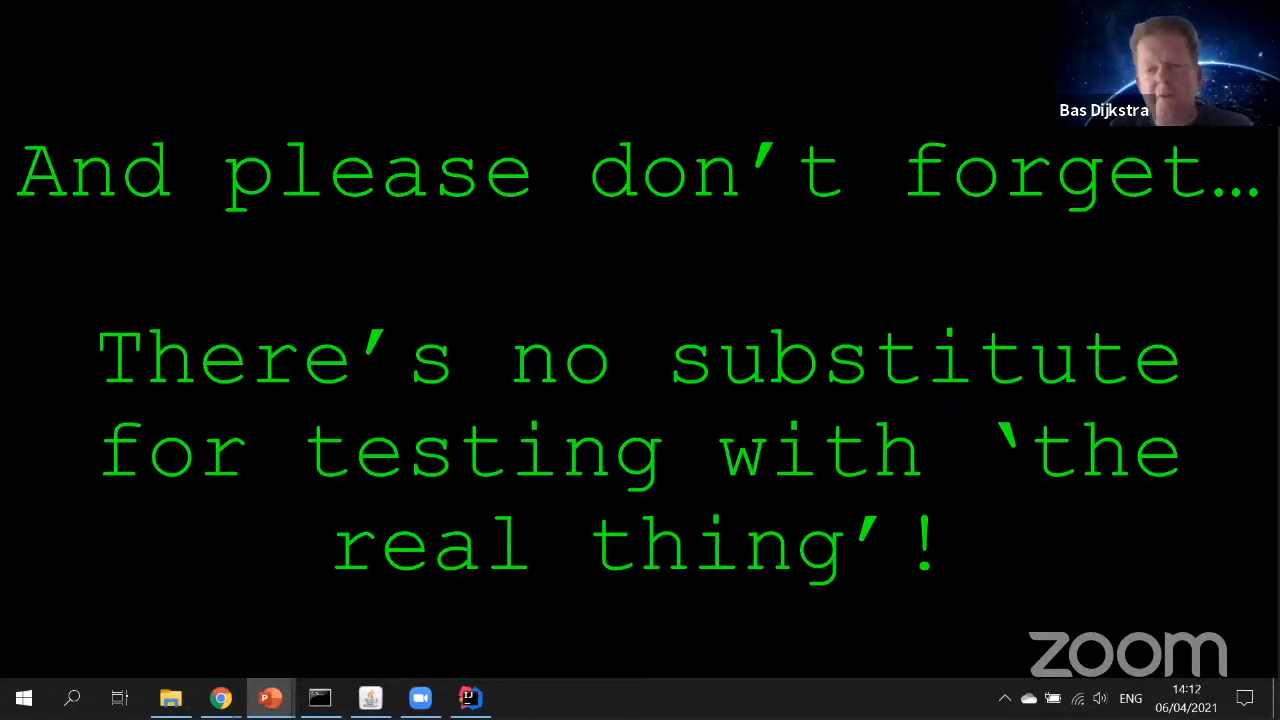 Bas Dijkstra
And please don’t forget…
There’s no substitute
for testing with ‘the
real thing’!
zoom
ENG
14:12
06/04/2021